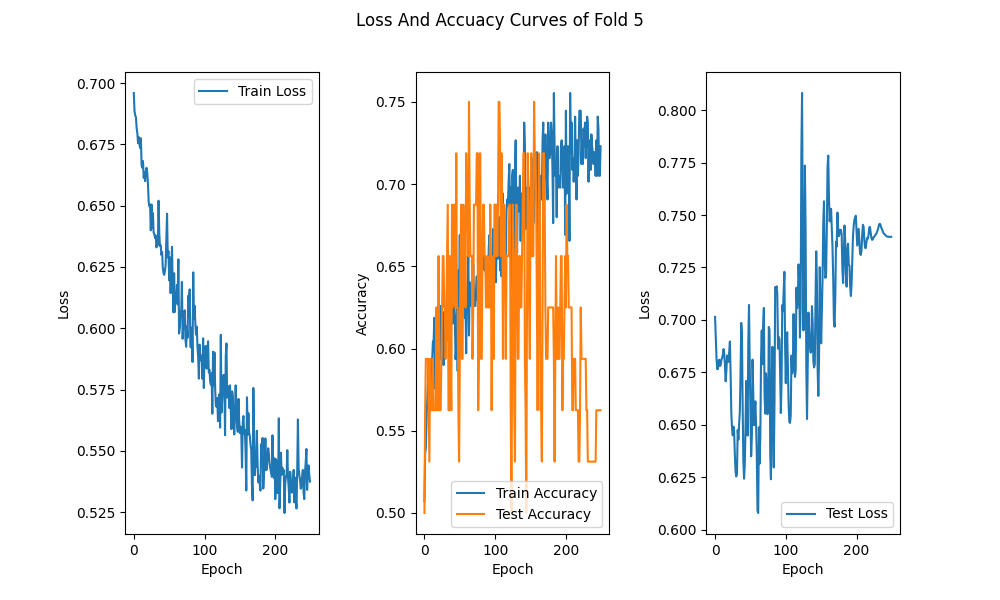 Loss And Accuacy Curves of Fold 5
0.700
0.675
0.650
0.625
0.600
0.575
0.550
0.525
Loss
0
100
200
Epoch
Train Loss
0.75
0.70
0.65
0.60
0.55
0.50
Accuracy
0
100
200
Epoch
Train Accuracy
Test Accuracy
0.800
0.775
0.750
0.725
0.700
0.675
0.650
0.625
0.600
Loss
0
100
200
Epoch
Test Loss